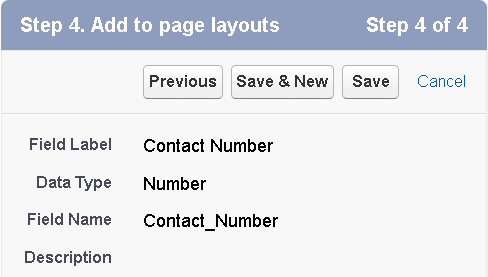 Step 4. Add to page layouts Step 4 of 4
Previous Save & New Save Cancel
Field Label Contact Number
Data Type Number
Field Name Contact_Number
Description